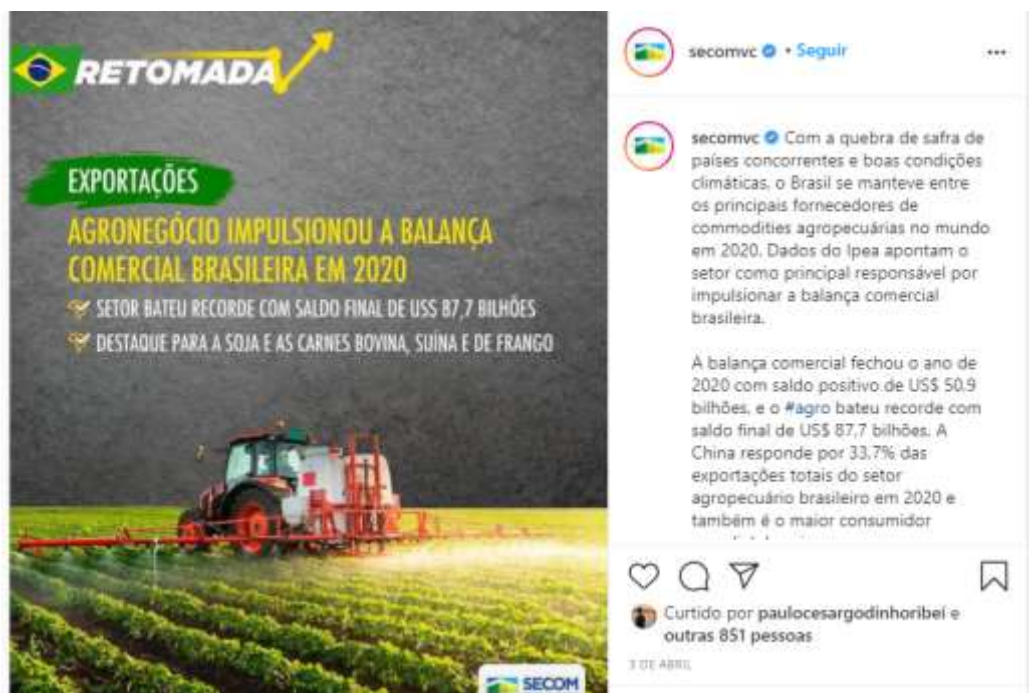 RETOMADA
EXPORTAÇÕES
AGRONEGÓCIO IMPULSIONOU A BALANÇA
COMERCIAL BRASILEIRA EM 2020
SETOR BATEU RECORDE COM SALDO FINAL DE US$ 87,7 BILHÕES
DESTAQUE PARA A SOJA E AS CARNES BOVINA, SUÍNA E DE FRANGO
SECOM
secomvc • Seguir
secomvc Com a quebra de safra de
países concorrentes e boas condições
climáticas, o Brasil se manteve entre
os principais fornecedores de
commodities agropecuárias no mundo
em 2020. Dados do Ipea apontam o
setor como principal responsável por
impulsionar a balança comercial
brasileira.
A balança comercial fechou o ano de
2020 com saldo positivo de US$ 50,9
bilhões, e o #agro bateu recorde com
saldo final de US$ 87,7 bilhões. A
China responde por 33,7% das
exportações totais do setor
agropecuário brasileiro em 2020 e
também é o maior consumidor
Curtido por paulocesargodinhoribei e
outras 851 pessoas
3 DE ABRIL